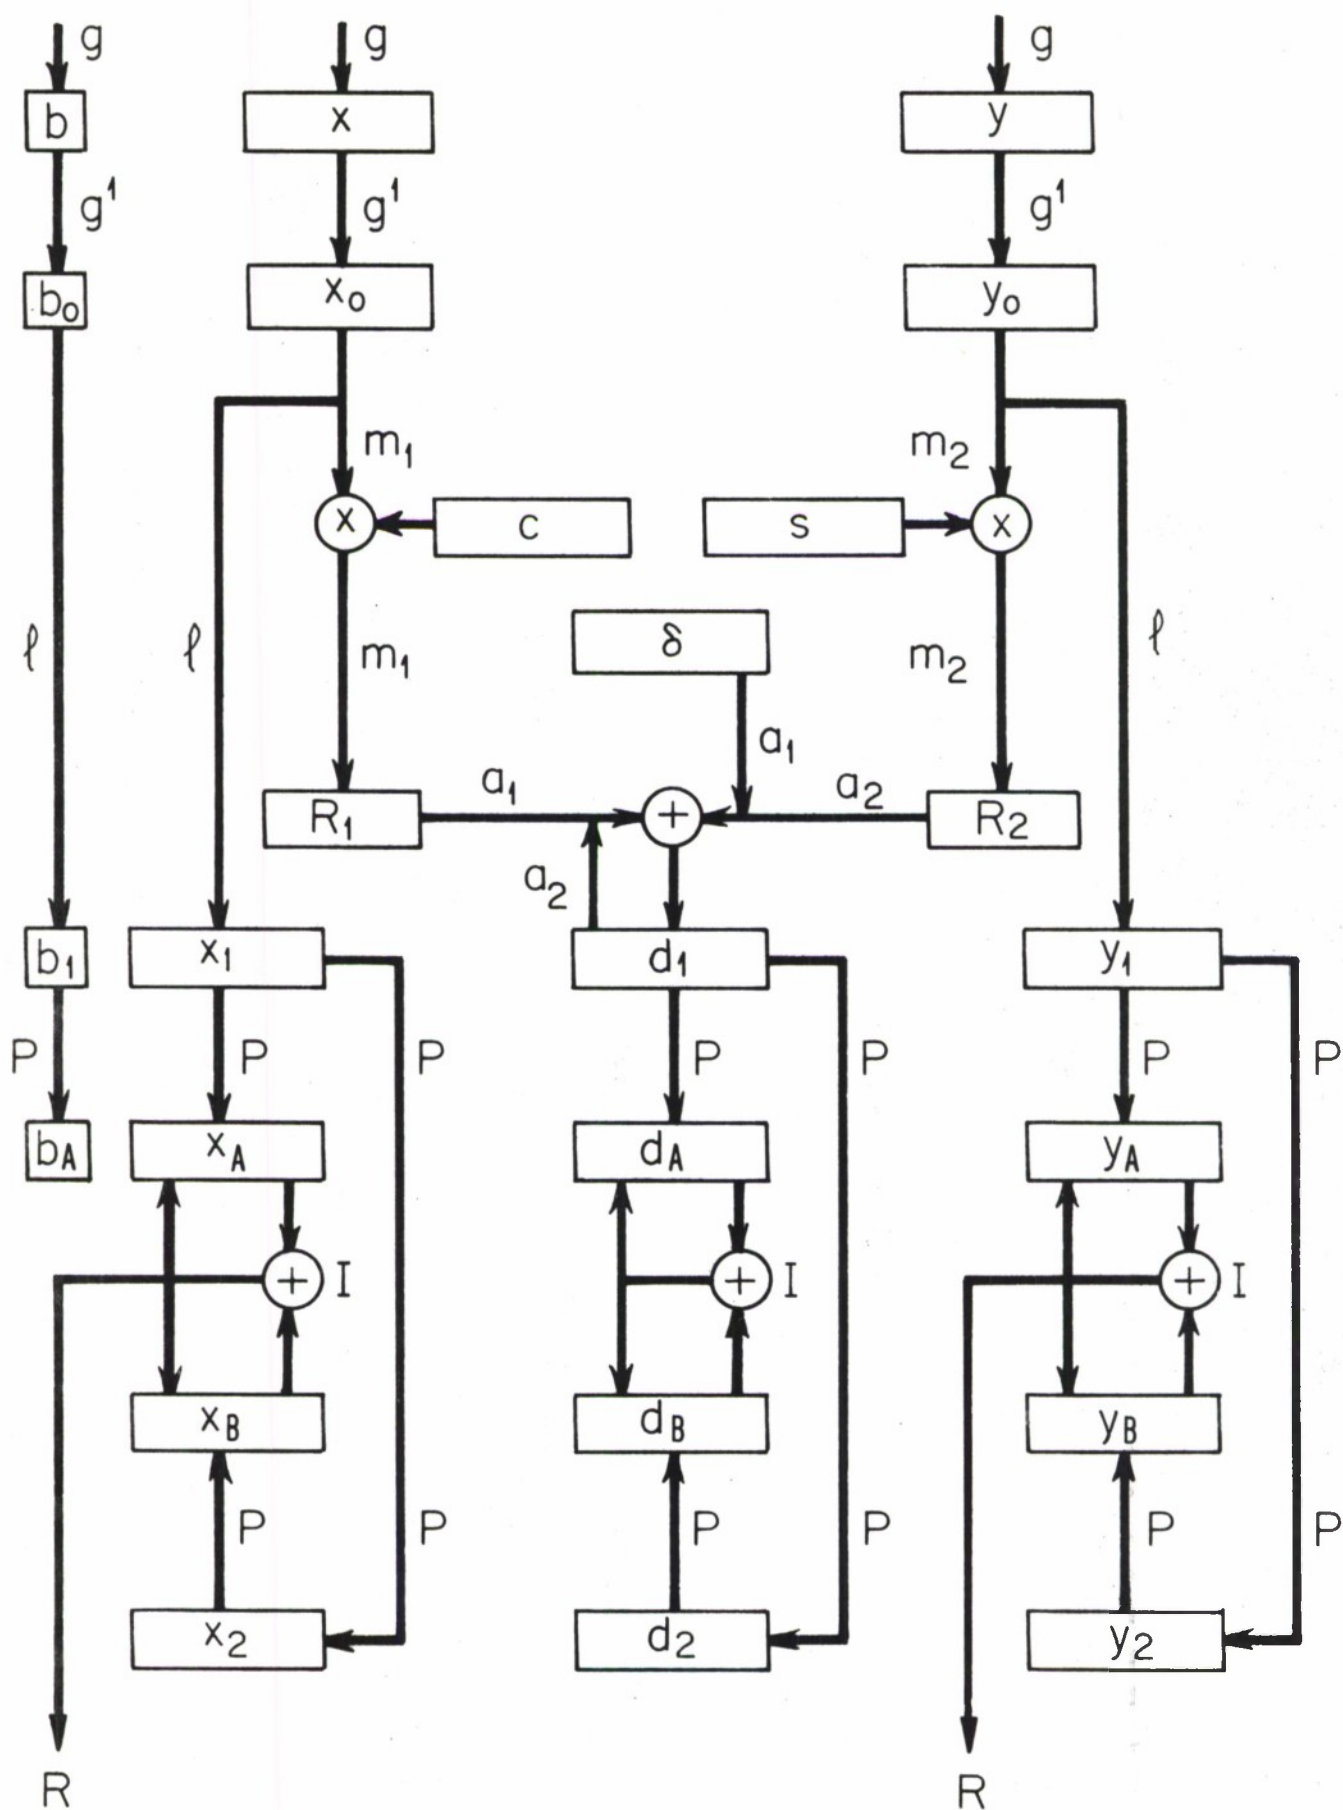 g g g
b x y
g¹ g¹ g¹
b₀ x₀ y₀
m₁ m₂
x c s x
ℓ ℓ m₁ δ m₂ ℓ
a₁
a₁ a₂
R₁ + R₂
a₂
b₁ x₁ d₁ y₁
P P P P P P P
b_A x_A d_A y_A
+ I + I + I
x_B d_B y_B
P P P P P P
x₂ d₂ y₂
R R